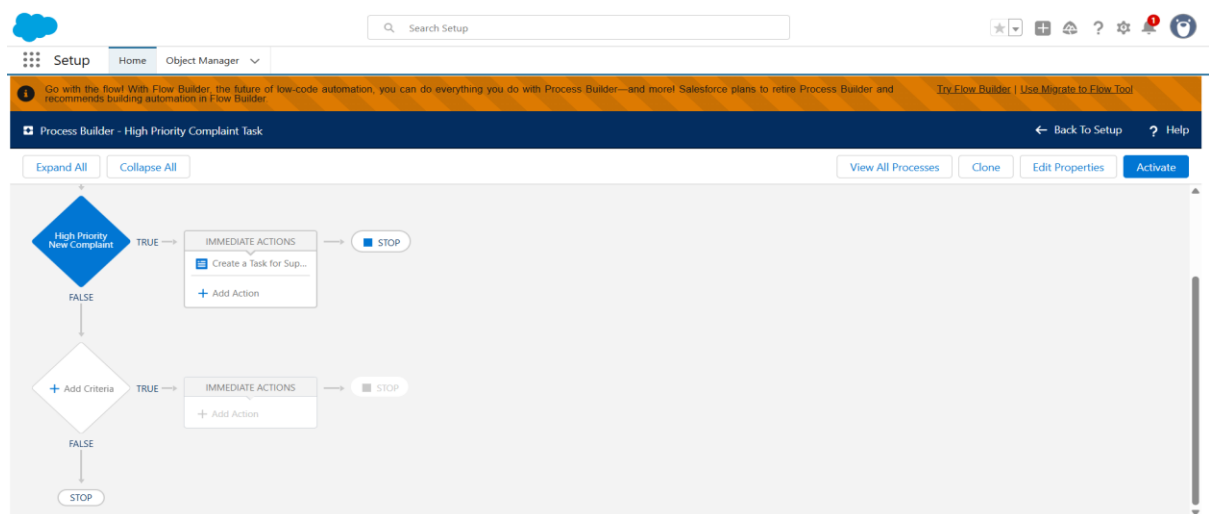 Search Setup
Setup Home Object Manager
Go with the flow! With Flow Builder, the future of low-code automation, you can do everything you do with Process Builder—and more! Salesforce plans to retire Process Builder and
recommends building automation in Flow Builder.
Try Flow Builder | Use Migrate to Flow Tool
Process Builder - High Priority Complaint Task
Back To Setup
? Help
Expand All
Collapse All
View All Processes
Clone
Edit Properties
Activate
High Priority
New Complaint
TRUE
IMMEDIATE ACTIONS
STOP
Create a Task for Sup...
+ Add Action
FALSE
+ Add Criteria
TRUE
IMMEDIATE ACTIONS
STOP
+ Add Action
FALSE
STOP